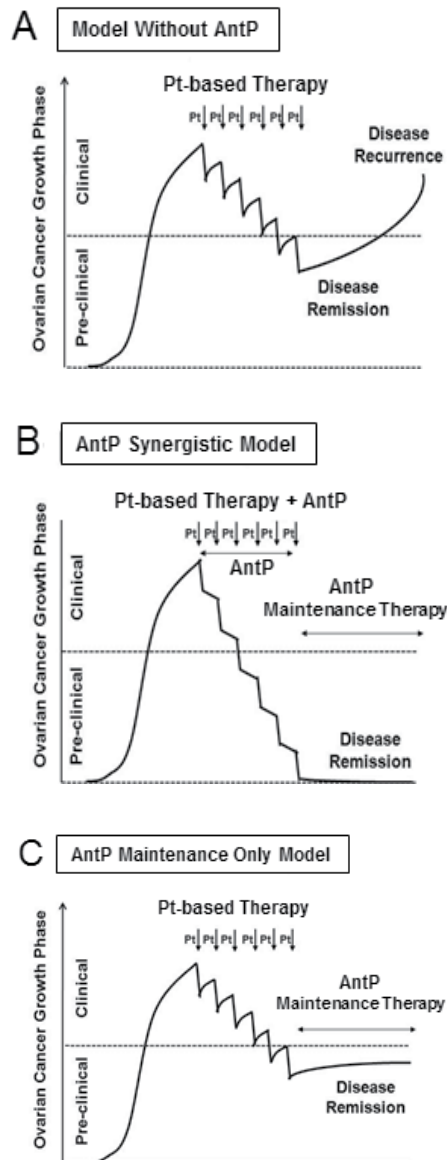 A
Model Without AntP
Pt-based Therapy
Pt Pt Pt Pt Pt Pt
Disease
Recurrence
Disease
Remission
Ovarian Cancer Growth Phase
Clinical
Pre-clinical
B
AntP Synergistic Model
Pt-based Therapy + AntP
Pt Pt Pt Pt Pt Pt
AntP
AntP
Maintenance Therapy
Disease
Remission
Ovarian Cancer Growth Phase
Clinical
Pre-clinical
C
AntP Maintenance Only Model
Pt-based Therapy
Pt Pt Pt Pt Pt Pt
AntP
Maintenance Therapy
Disease
Remission
Ovarian Cancer Growth Phase
Clinical
Pre-clinical